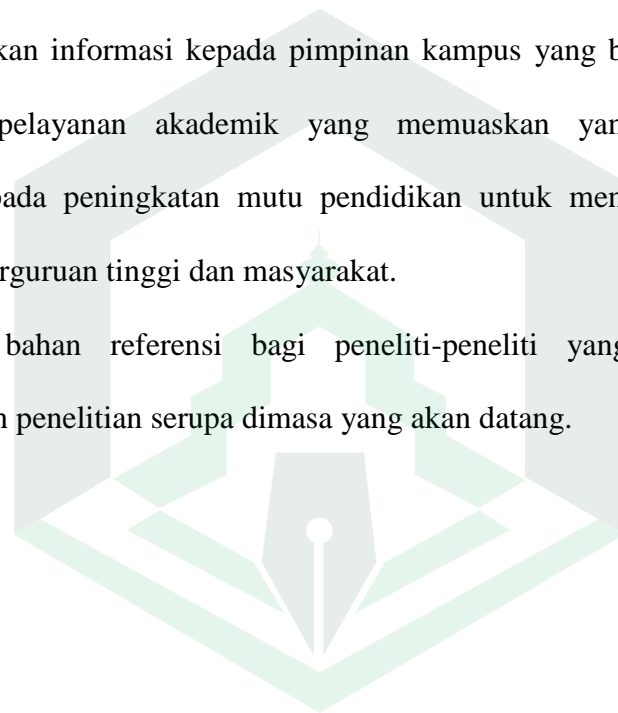 kan informasi kepada pimpinan kampus yang b
pelayanan akademik yang memuaskan yan
pada peningkatan mutu pendidikan untuk men
rguruan tinggi dan masyarakat.
bahan referensi bagi peneliti-peneliti yang
n penelitian serupa dimasa yang akan datang.